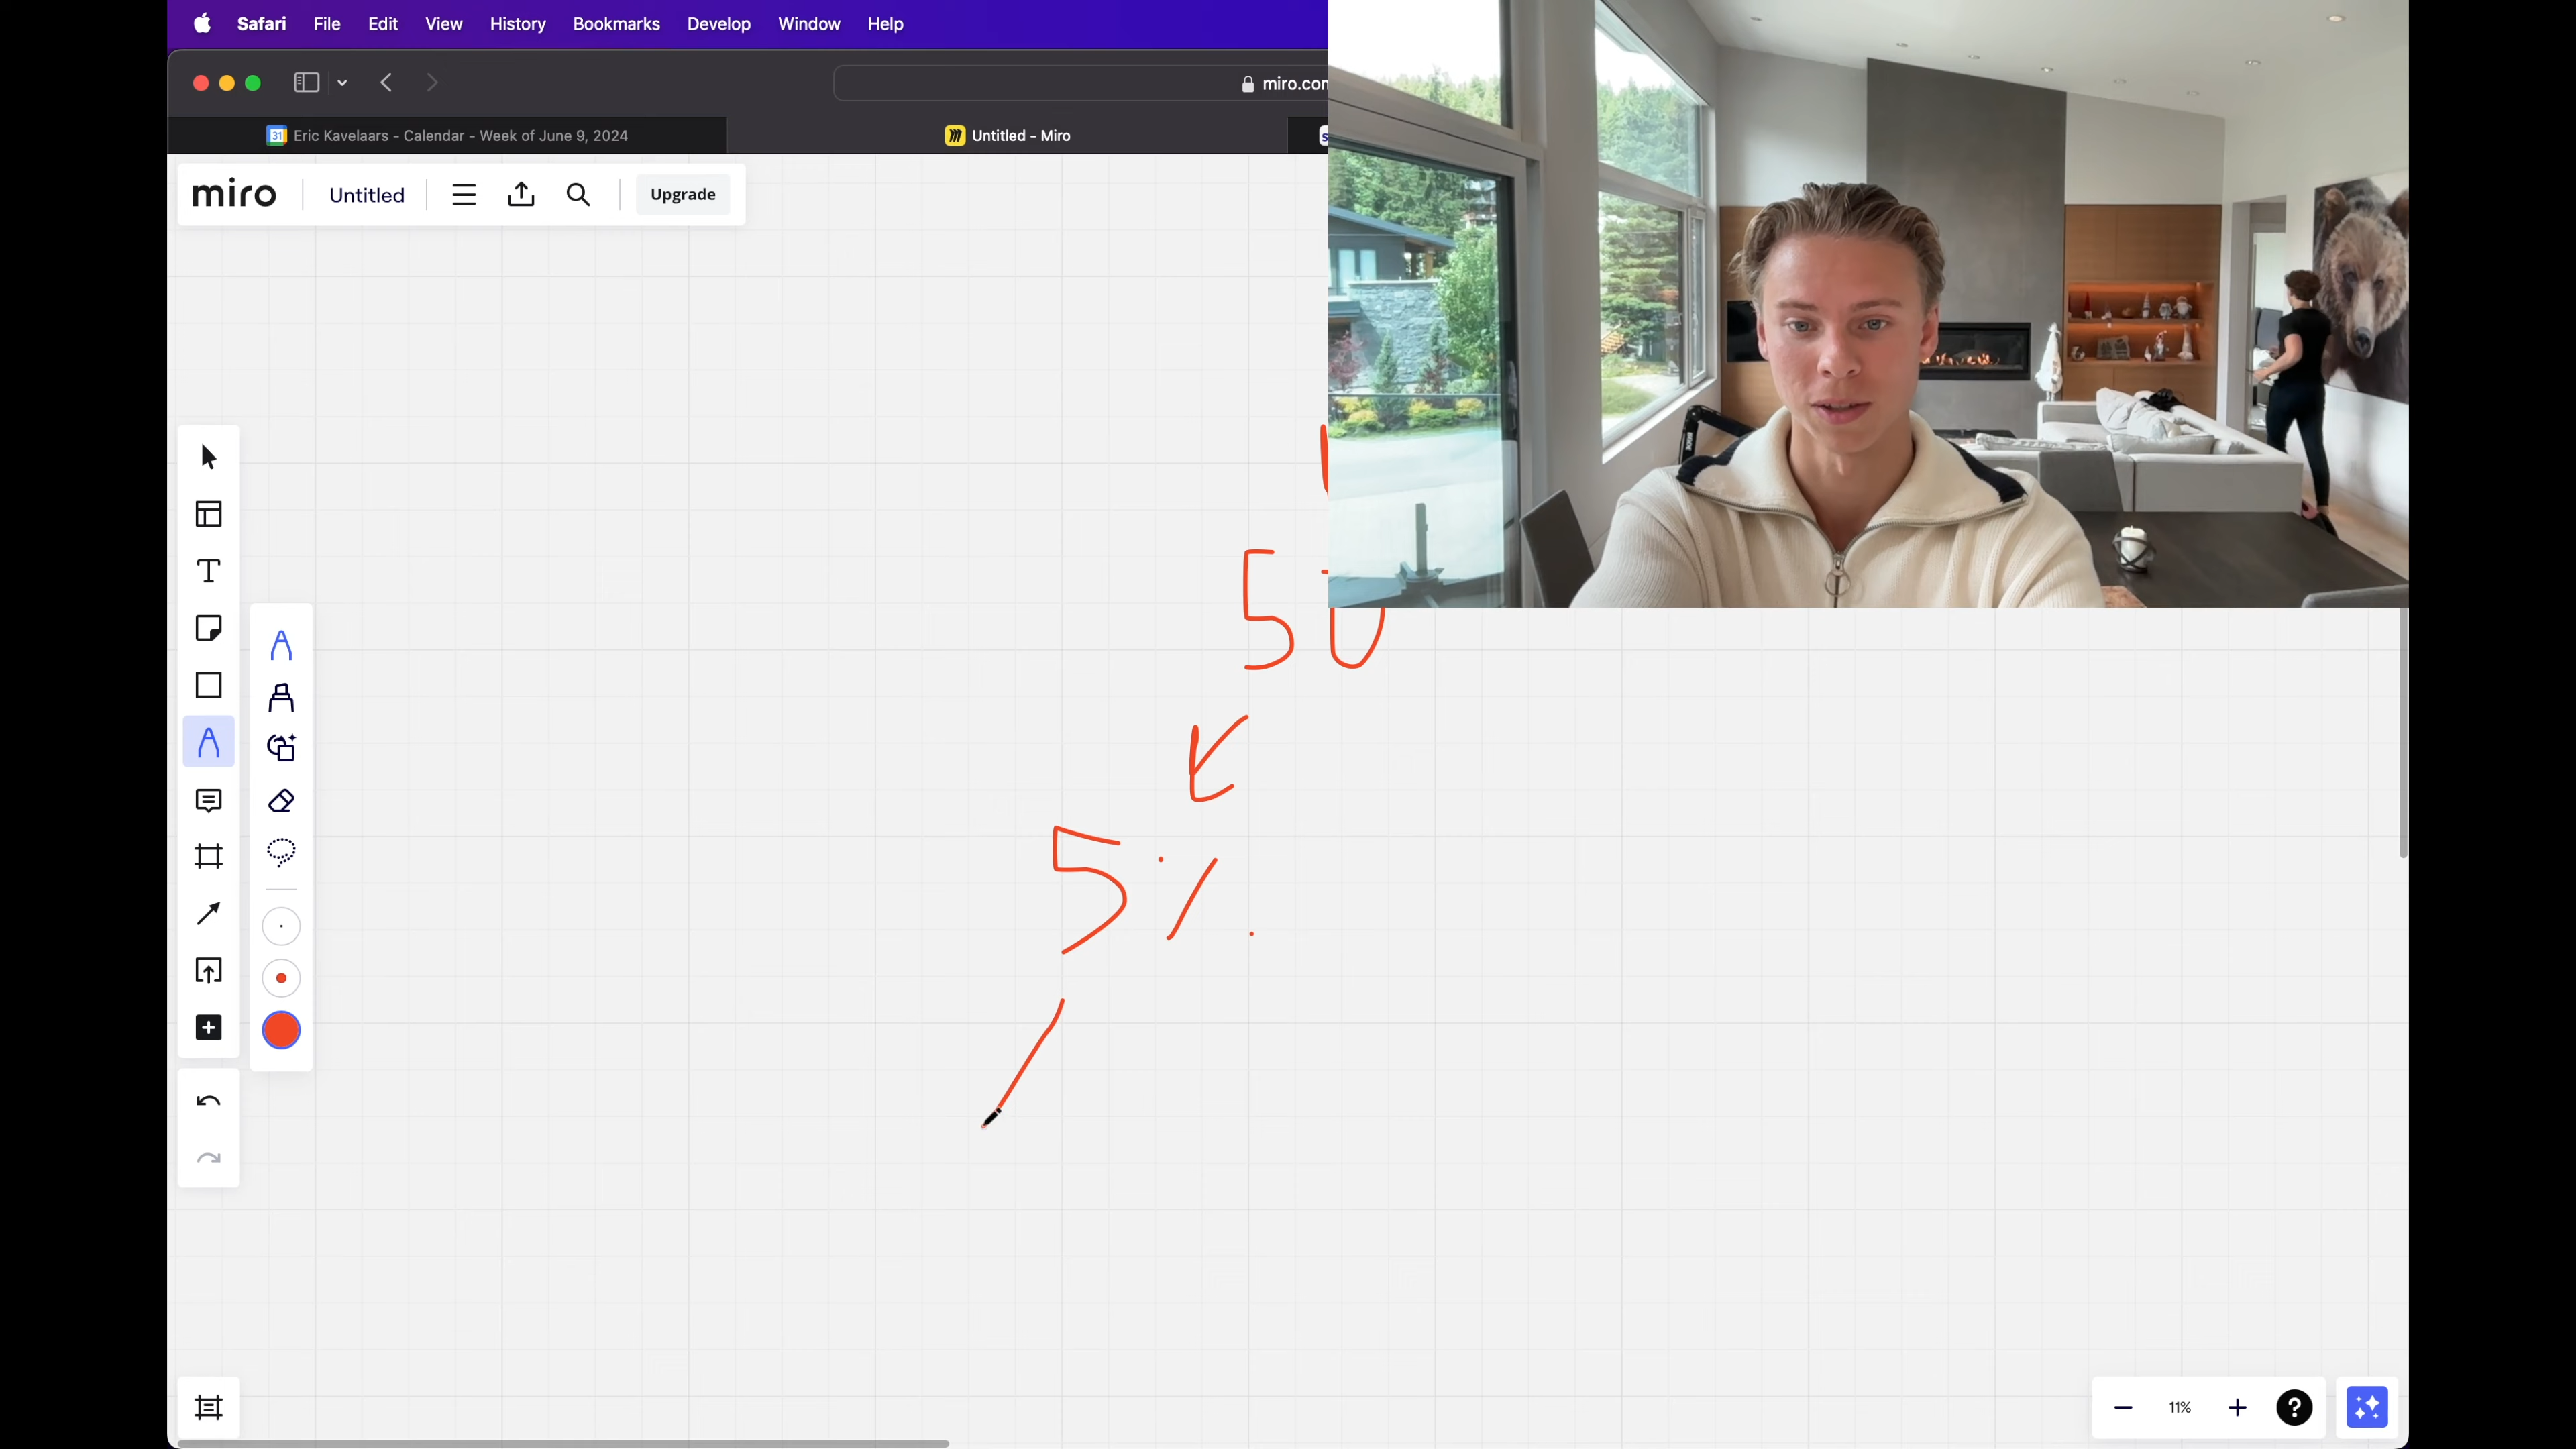 Safari File Edit View History Bookmarks Develop Window Help
miro.com
31 Eric Kavelaars - Calendar - Week of June 9, 2024
Untitled - Miro
miro Untitled Upgrade
50
5%
11%